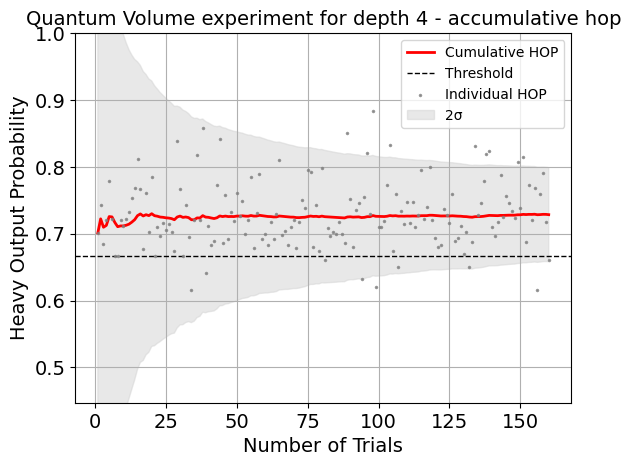 Quantum Volume experiment for depth 4 - accumulative hop
Heavy Output Probability
1.0
0.9
0.8
0.7
0.6
0.5
Cumulative HOP
Threshold
Individual HOP
2σ
0 25 50 75 100 125 150
Number of Trials